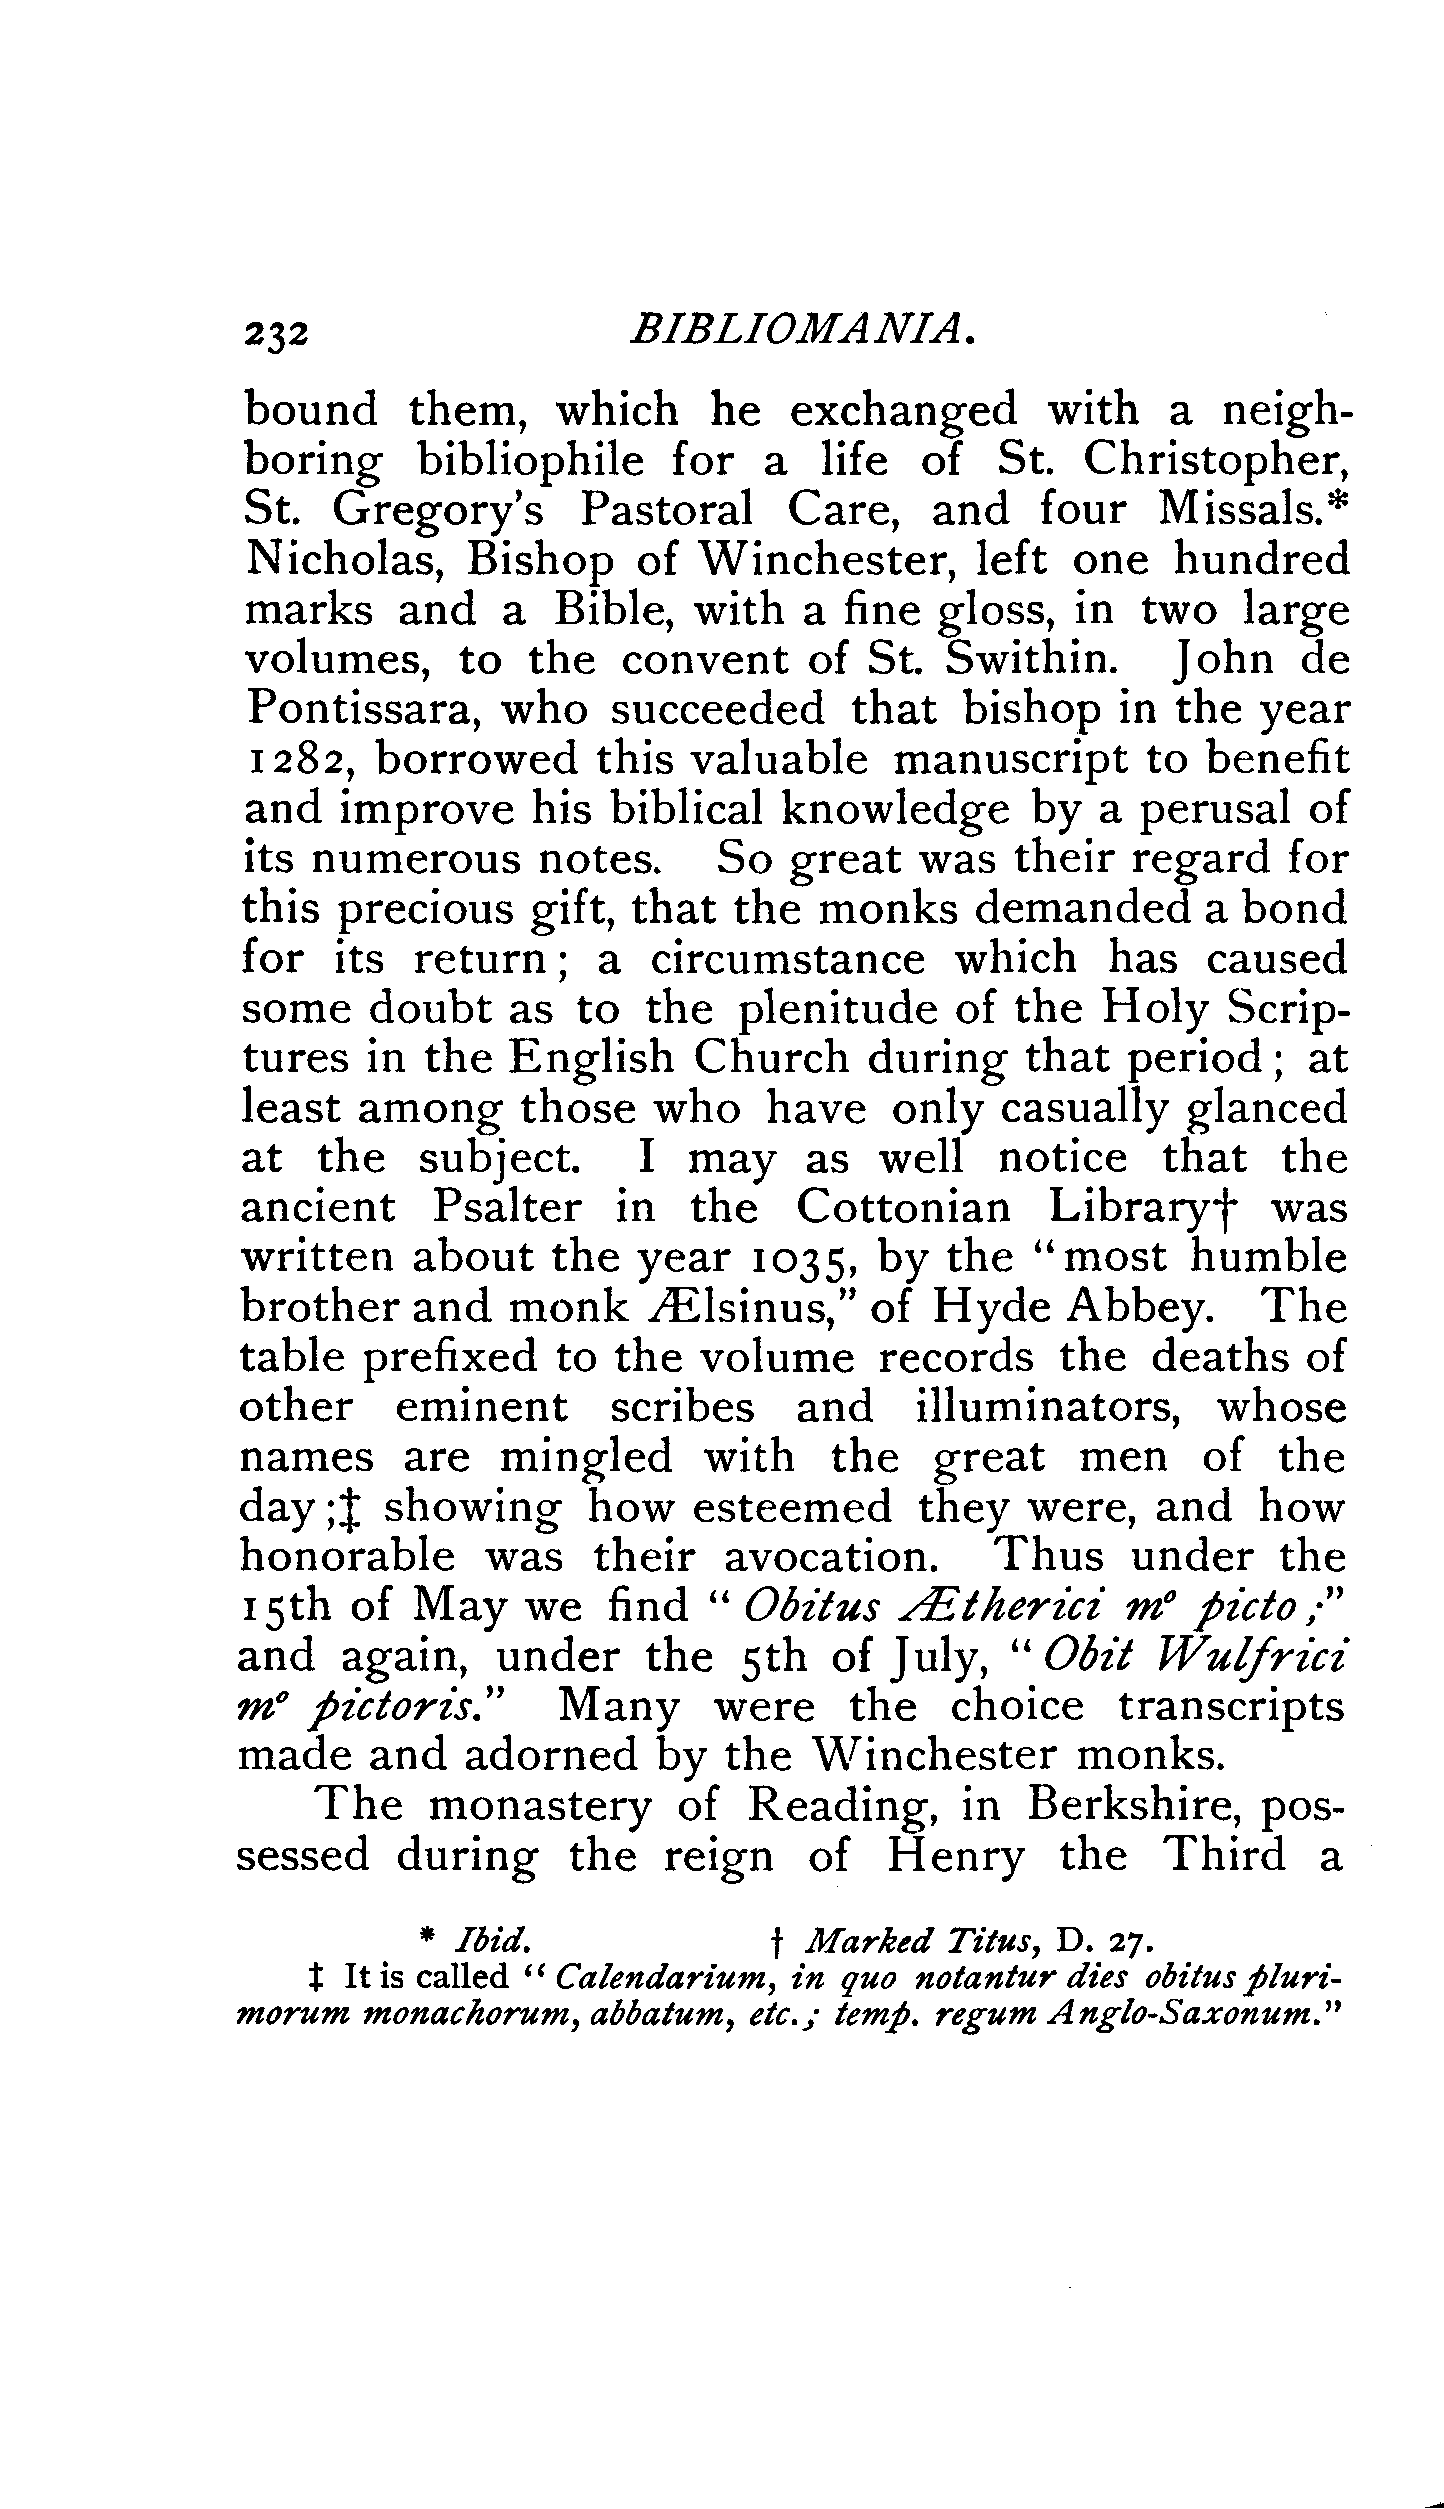 232 BIBLIOMANIA.
bound them, which he exchanged with a neigh-
boring bibliophile for a life of St. Christopher,
St. Gregory's Pastoral Care, and four Missals.*
Nicholas, Bishop of Winchester, left one hundred
marks and a Bible, with a fine gloss, in two large
volumes, to the convent of St. Swithin. John de
Pontissara, who succeeded that bishop in the year
1282, borrowed this valuable manuscript to benefit
and improve his biblical knowledge by a perusal of
its numerous notes. So great was their regard for
this precious gift, that the monks demanded a bond
for its return; a circumstance which has caused
some doubt as to the plenitude of the Holy Scrip-
tures in the English Church during that period; at
least among those who have only casually glanced
at the subject. I may as well notice that the
ancient Psalter in the Cottonian Library† was
written about the year 1035, by the "most humble
brother and monk Ælsinus," of Hyde Abbey. The
table prefixed to the volume records the deaths of
other eminent scribes and illuminators, whose
names are mingled with the great men of the
day;‡ showing how esteemed they were, and how
honorable was their avocation. Thus under the
15th of May we find "Obitus Ætherici mº picto;"
and again, under the 5th of July, "Obit Wulfrici
mº pictoris." Many were the choice transcripts
made and adorned by the Winchester monks.
The monastery of Reading, in Berkshire, pos-
sessed during the reign of Henry the Third a
* Ibid. † Marked Titus, D. 27.
‡ It is called "Calendarium, in quo notantur dies obitus pluri-
morum monachorum, abbatum, etc.; temp. regum Anglo-Saxonum."